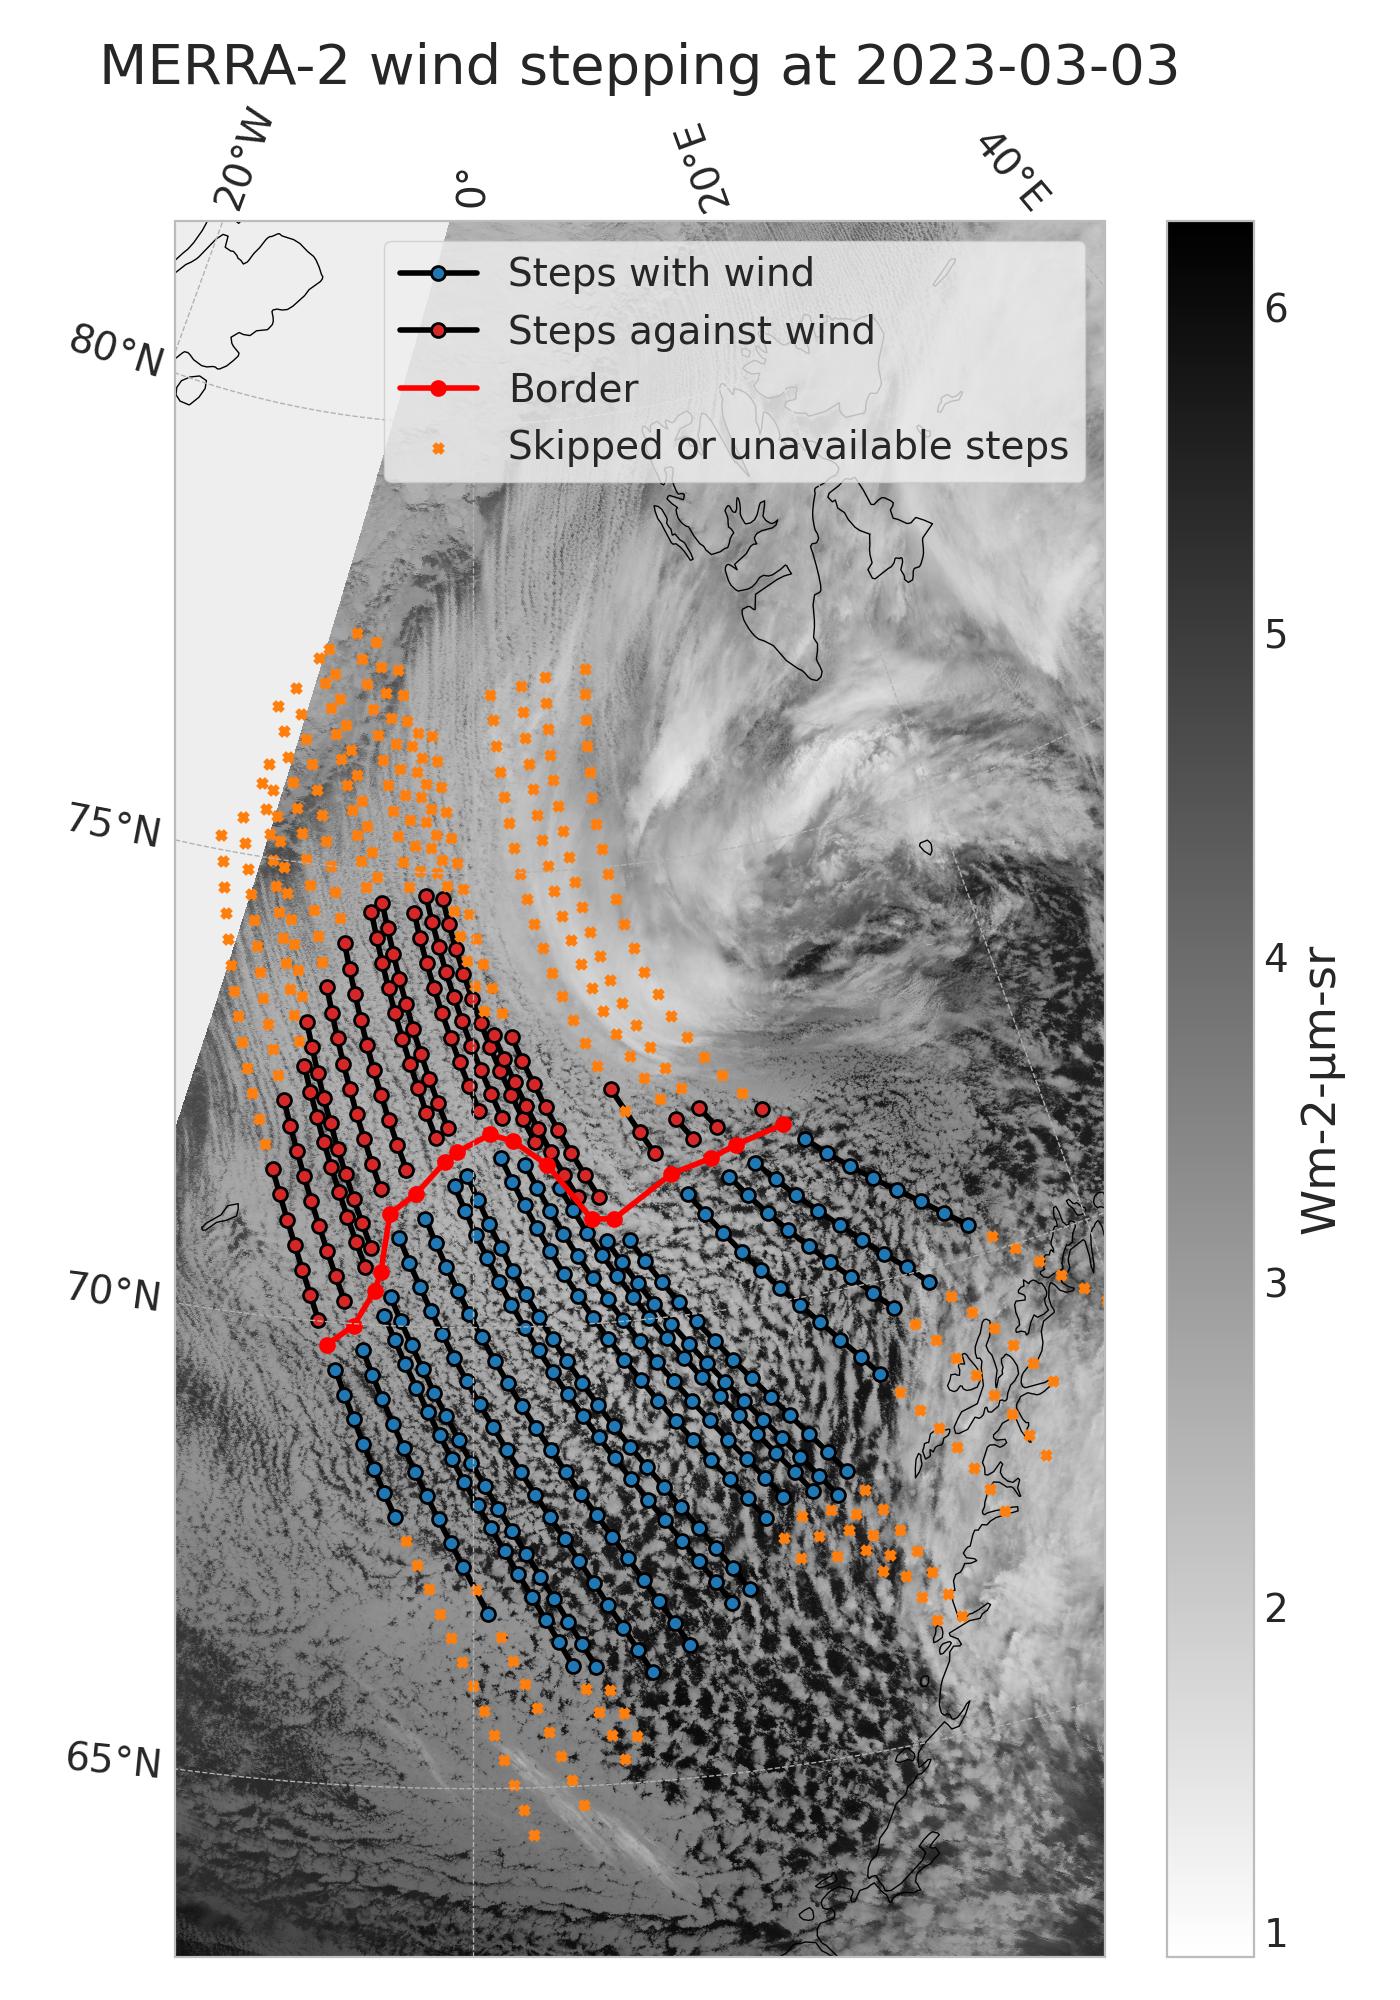 MERRA-2 wind stepping at 2023-03-03
20°W
0°
20°E
40°E
Steps with wind
Steps against wind
Border
Skipped or unavailable steps
80°N
75°N
70°N
65°N
6
5
4
3
2
1
Wm-2-μm-sr